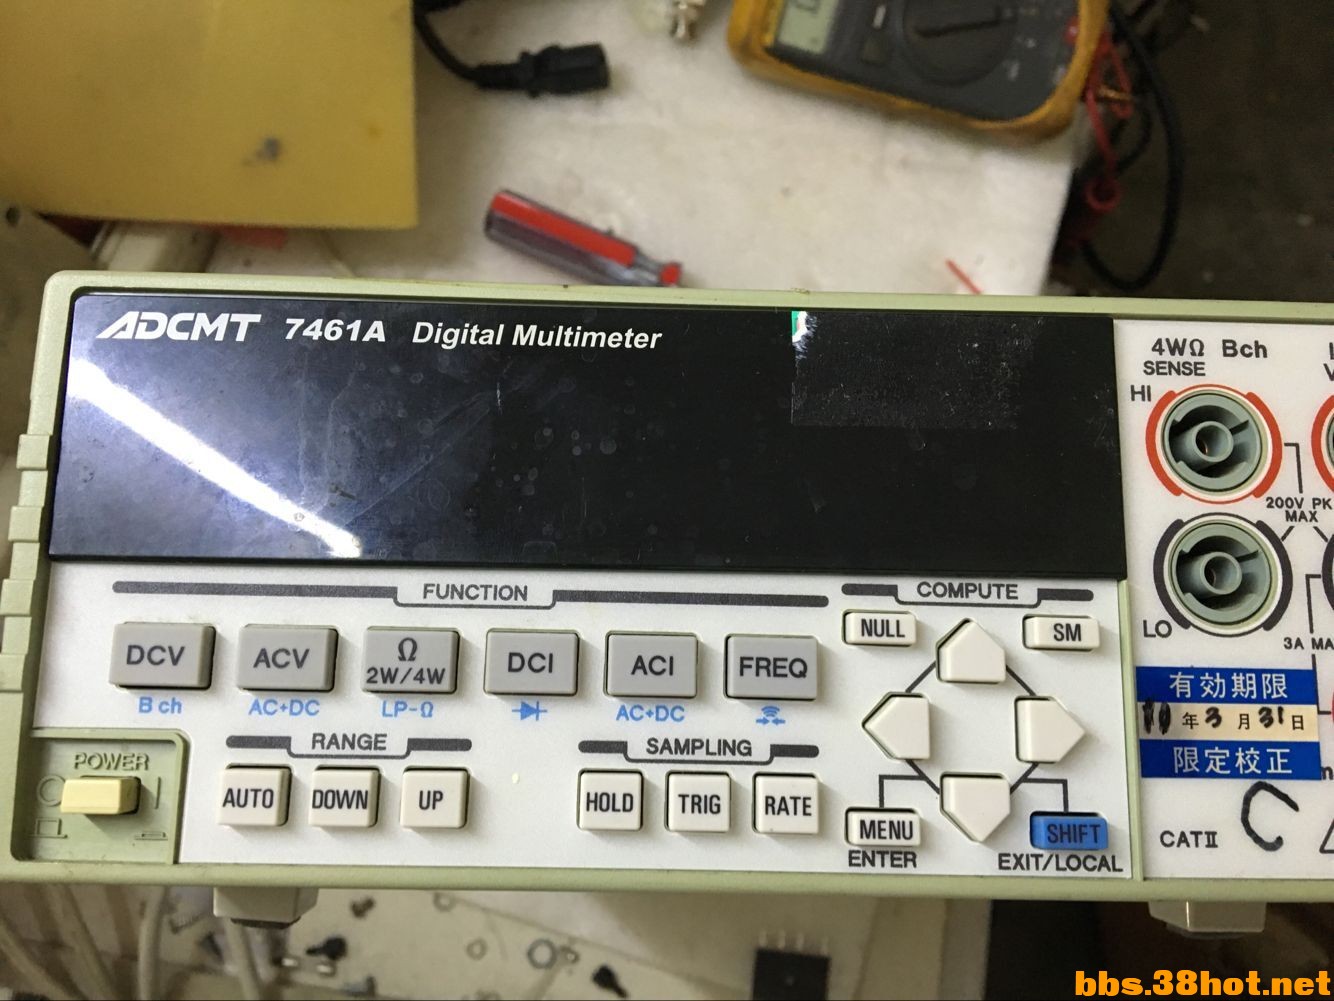 ADCMT 7461A Digital Multimeter
4WΩ Bch
SENSE
HI
200V PK
MAX
LO
3A MA
FUNCTION
DCV
ACV
Ω
2W/4W
DCI
ACI
FREQ
B ch
AC+DC
LP-Ω
AC+DC
COMPUTE
NULL
SM
RANGE
AUTO
DOWN
UP
SAMPLING
HOLD
TRIG
RATE
MENU
ENTER
SHIFT
EXIT/LOCAL
POWER
有効期限
年 3 月 31 日
限定校正
CATⅡ
C
bbs.38hot.net